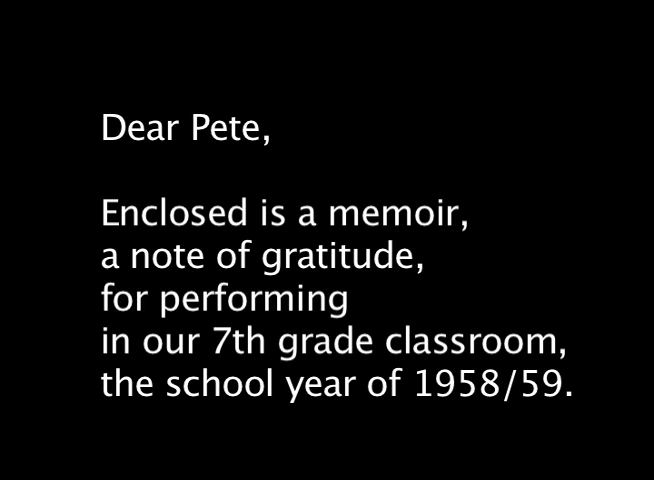 Dear Pete,
Enclosed is a memoir,
a note of gratitude,
for performing
in our 7th grade classroom,
the school year of 1958/59.